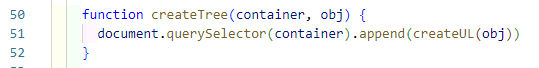 50 function createTree(container, obj) {
51 document.querySelector(container).append(createUL(obj))
52 }